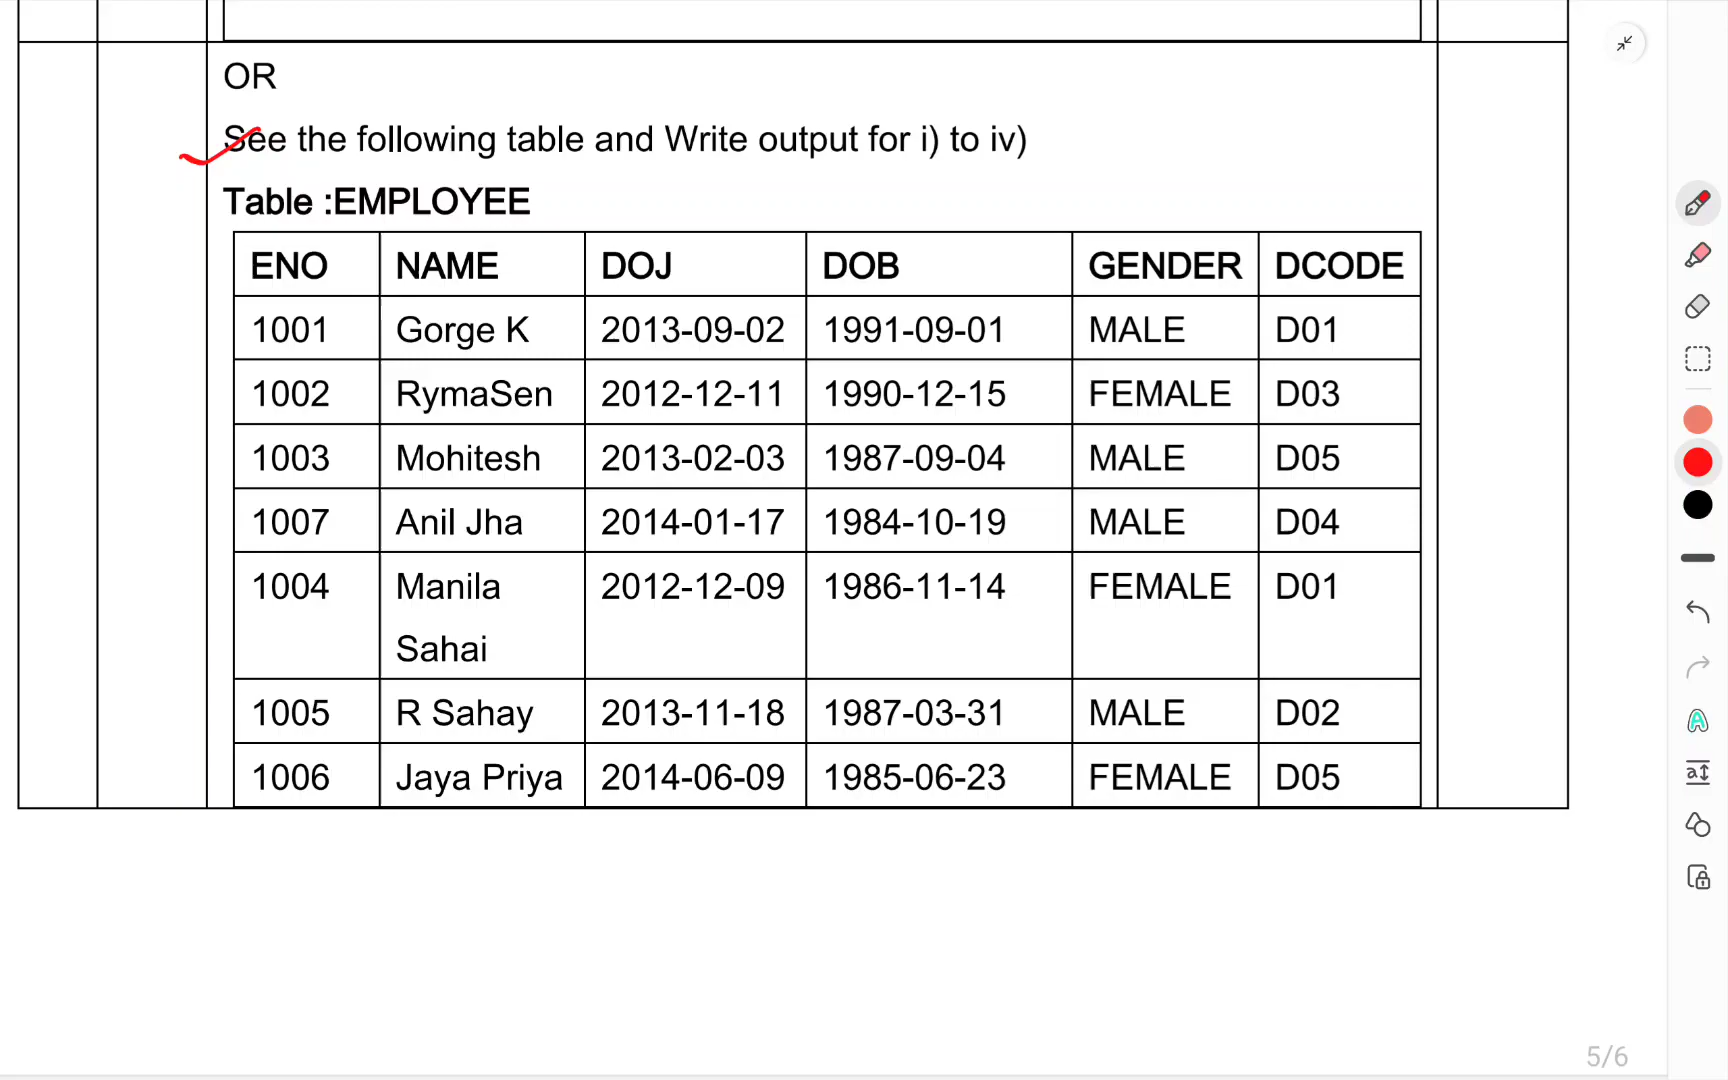 OR
See the following table and Write output for i) to iv)
Table :EMPLOYEE
ENO NAME DOJ DOB GENDER DCODE
1001 Gorge K 2013-09-02 1991-09-01 MALE D01
1002 RymaSen 2012-12-11 1990-12-15 FEMALE D03
1003 Mohitesh 2013-02-03 1987-09-04 MALE D05
1007 Anil Jha 2014-01-17 1984-10-19 MALE D04
1004 Manila 2012-12-09 1986-11-14 FEMALE D01
Sahai
1005 R Sahay 2013-11-18 1987-03-31 MALE D02
1006 Jaya Priya 2014-06-09 1985-06-23 FEMALE D05
5/6